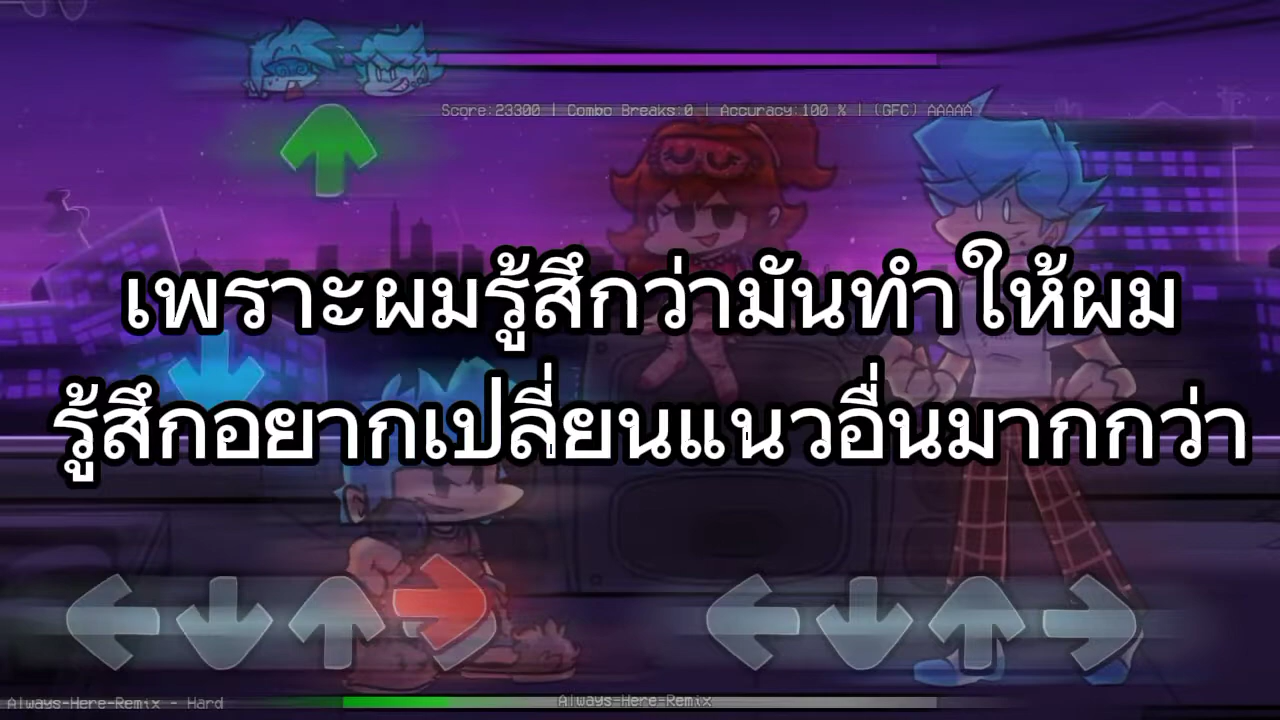 Score:23300 | Combo Breaks:0 | Accuracy:100 % | (GFC) AAAAA
เพราะผมรู้สึกว่ามันทำให้ผม
รู้สึกอยากเปลี่ยนแนวอื่นมากกว่า
Always-Here-Remix - Hard
Always-Here-Remix